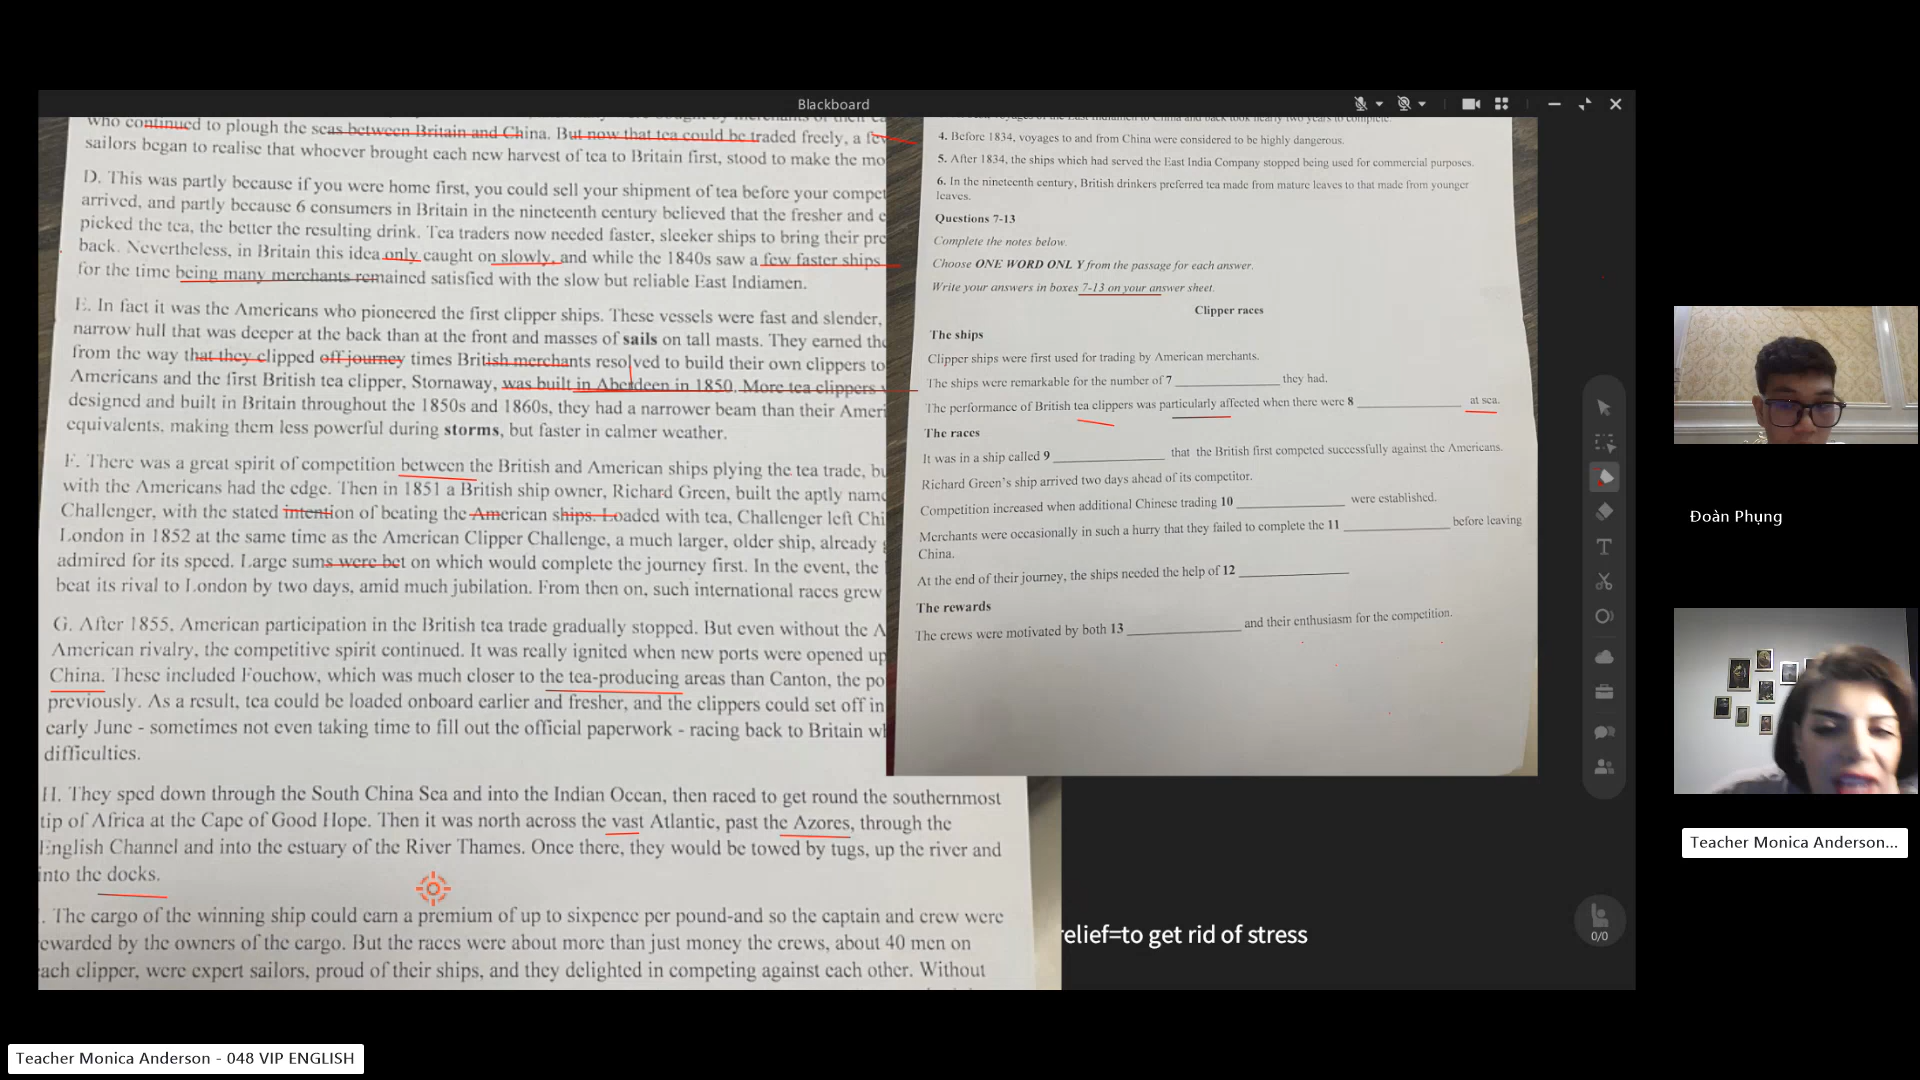 Blackboard
continued to plough the seas between Britain and China. But now that tea could be traded freely, a few
sailors began to realise that whoever brought each new harvest of tea to Britain first, stood to make the mo
D. This was partly because if you were home first, you could sell your shipment of tea before your compet
arrived, and partly because 6 consumers in Britain in the nineteenth century believed that the fresher and
picked the tea, the better the resulting drink. Tea traders now needed faster, sleeker ships to bring their pre
back. Nevertheless, in Britain this idea only caught on slowly, and while the 1840s saw a few faster ships
for the time being many merchants remained satisfied with the slow but reliable East Indiamen.
E. In fact it was the Americans who pioneered the first clipper ships. These vessels were fast and slender,
narrow hull that was deeper at the back than at the front and masses of sails on tall masts. They earned the
from the way that they clipped off journey times British merchants resolved to build their own clippers to
Americans and the first British tea clipper, Stornaway, was built in Aberdeen in 1850. More tea clippers
designed and built in Britain throughout the 1850s and 1860s, they had a narrower beam than their Ameri
equivalents, making them less powerful during storms, but faster in calmer weather.
F. There was a great spirit of competition between the British and American ships plying the tea trade, bu
with the Americans had the edge. Then in 1851 a British ship owner, Richard Green, built the aptly name
Challenger, with the stated intention of beating the American ships. Loaded with tea, Challenger left Chi
London in 1852 at the same time as the American Clipper Challenge, a much larger, older ship, already
admired for its speed. Large sums were bet on which would complete the journey first. In the event, the
beat its rival to London by two days, amid much jubilation. From then on, such international races grew
G. After 1855, American participation in the British tea trade gradually stopped. But even without the A
American rivalry, the competitive spirit continued. It was really ignited when new ports were opened up
China. These included Fouchow, which was much closer to the tea-producing areas than Canton, the po
previously. As a result, tea could be loaded onboard earlier and fresher, and the clippers could set off in
early June - sometimes not even taking time to fill out the official paperwork - racing back to Britain wh
difficulties.
H. They sped down through the South China Sea and into the Indian Ocean, then raced to get round the southernmost
tip of Africa at the Cape of Good Hope. Then it was north across the vast Atlantic, past the Azores, through the
English Channel and into the estuary of the River Thames. Once there, they would be towed by tugs, up the river and
into the docks.
. The cargo of the winning ship could earn a premium of up to sixpence per pound-and so the captain and crew were
ewarded by the owners of the cargo. But the races were about more than just money the crews, about 40 men on
ach clipper, were expert sailors, proud of their ships, and they delighted in competing against each other. Without
4. Before 1834, voyages to and from China were considered to be highly dangerous.
5. After 1834, the ships which had served the East India Company stopped being used for commercial purposes.
6. In the nineteenth century, British drinkers preferred tea made from mature leaves to that made from younger
leaves.
Questions 7-13
Complete the notes below.
Choose ONE WORD ONL Y from the passage for each answer.
Write your answers in boxes 7-13 on your answer sheet.
Clipper races
The ships
Clipper ships were first used for trading by American merchants.
The ships were remarkable for the number of 7 ____________ they had.
The performance of British tea clippers was particularly affected when there were 8 ____________ at sea.
The races
It was in a ship called 9 ____________ that the British first competed successfully against the Americans.
Richard Green's ship arrived two days ahead of its competitor.
Competition increased when additional Chinese trading 10 ____________ were established.
Merchants were occasionally in such a hurry that they failed to complete the 11 ____________ before leaving
China.
At the end of their journey, the ships needed the help of 12 ____________
The rewards
The crews were motivated by both 13 ____________ and their enthusiasm for the competition.
relief=to get rid of stress
0/0
Đoàn Phụng
Teacher Monica Anderson...
Teacher Monica Anderson - 048 VIP ENGLISH